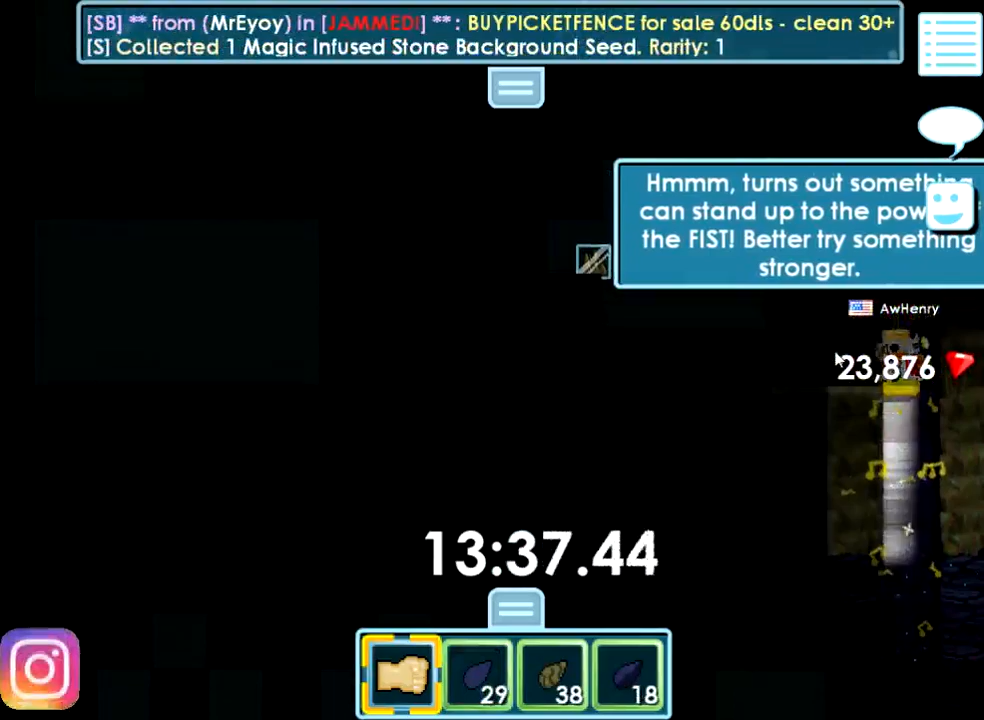 [SB] ** from (MrEyoy) in [JAMMED!] ** : BUYPICKETFENCE for sale 60dls - clean 30+
[S] Collected 1 Magic Infused Stone Background Seed. Rarity: 1
Hmmm, turns out something
can stand up to the pow
the FIST! Better try something
stronger.
AwHenry
23,876
13:37.44
29
38
18